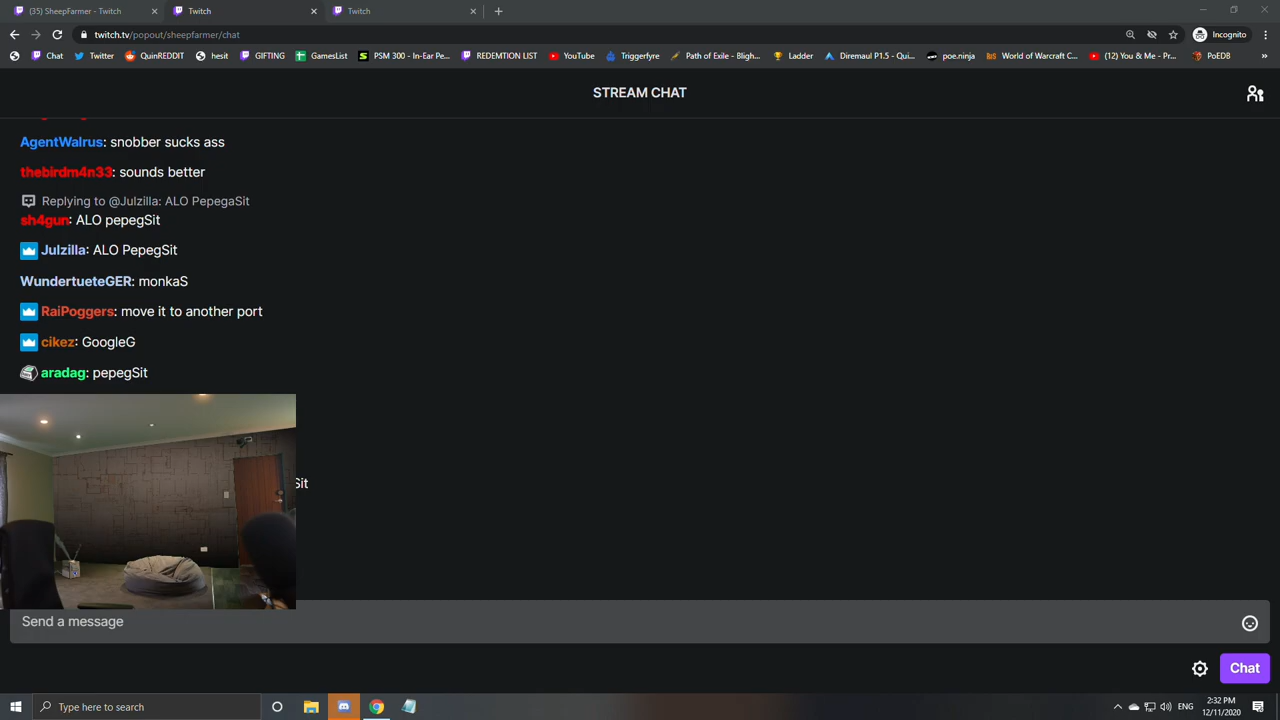 (35) SheepFarmer - Twitch
Twitch
Twitch
twitch.tv/popout/sheepfarmer/chat
Incognito
Chat
Twitter
QuinREDDIT
hesit
GIFTING
GamesList
PSM 300 - In-Ear Pe...
REDEMTION LIST
YouTube
Triggerfyre
Path of Exile - Bligh...
Ladder
Diremaul P1.5 - Qui...
poe.ninja
World of Warcraft C...
(12) You & Me - Pr...
PoEDB
»
STREAM CHAT
AgentWalrus: snobber sucks ass
thebirdm4n33: sounds better
Replying to @Julzilla: ALO PepegaSit
sh4gun: ALO pepegSit
Julzilla: ALO PepegSit
WundertueteGER: monkaS
RaiPoggers: move it to another port
cikez: GoogleG
aradag: pepegSit
Sit
Send a message
Chat
Type here to search
ENG
2:32 PM
12/11/2020